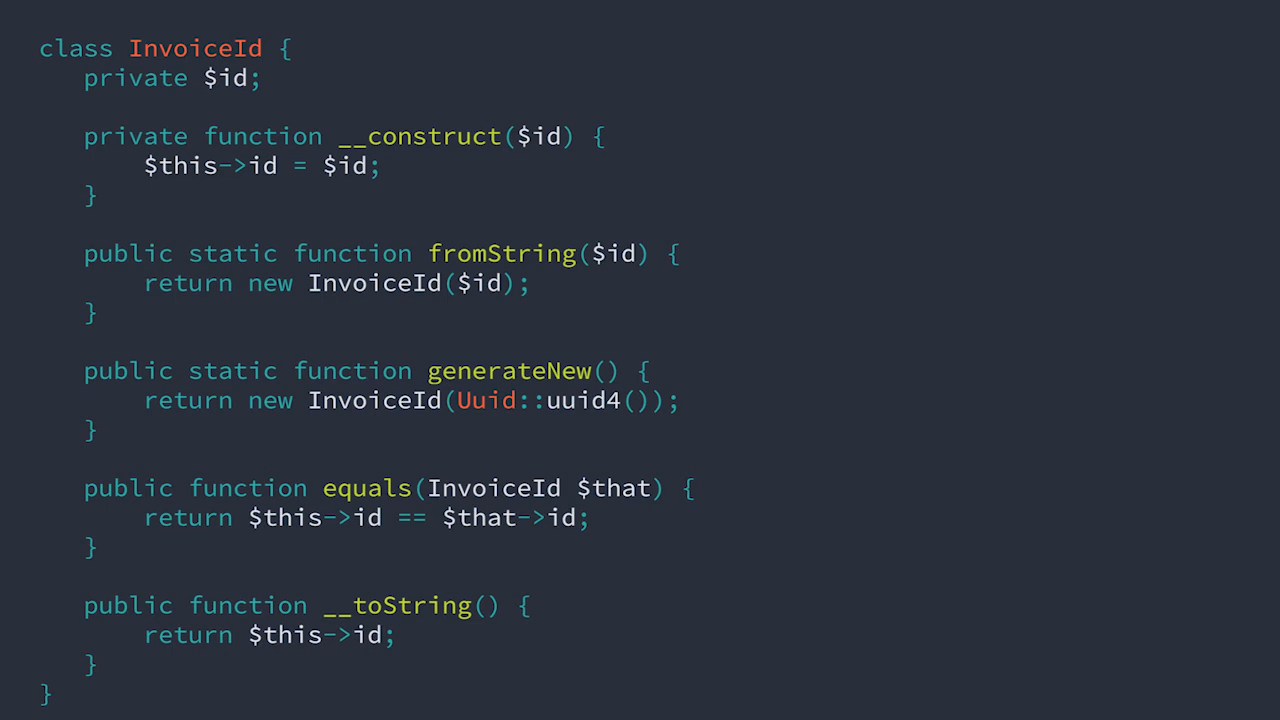 class InvoiceId {
   private $id;

   private function __construct($id) {
       $this->id = $id;
   }

   public static function fromString($id) {
       return new InvoiceId($id);
   }

   public static function generateNew() {
       return new InvoiceId(Uuid::uuid4());
   }

   public function equals(InvoiceId $that) {
       return $this->id == $that->id;
   }

   public function __toString() {
       return $this->id;
   }
}